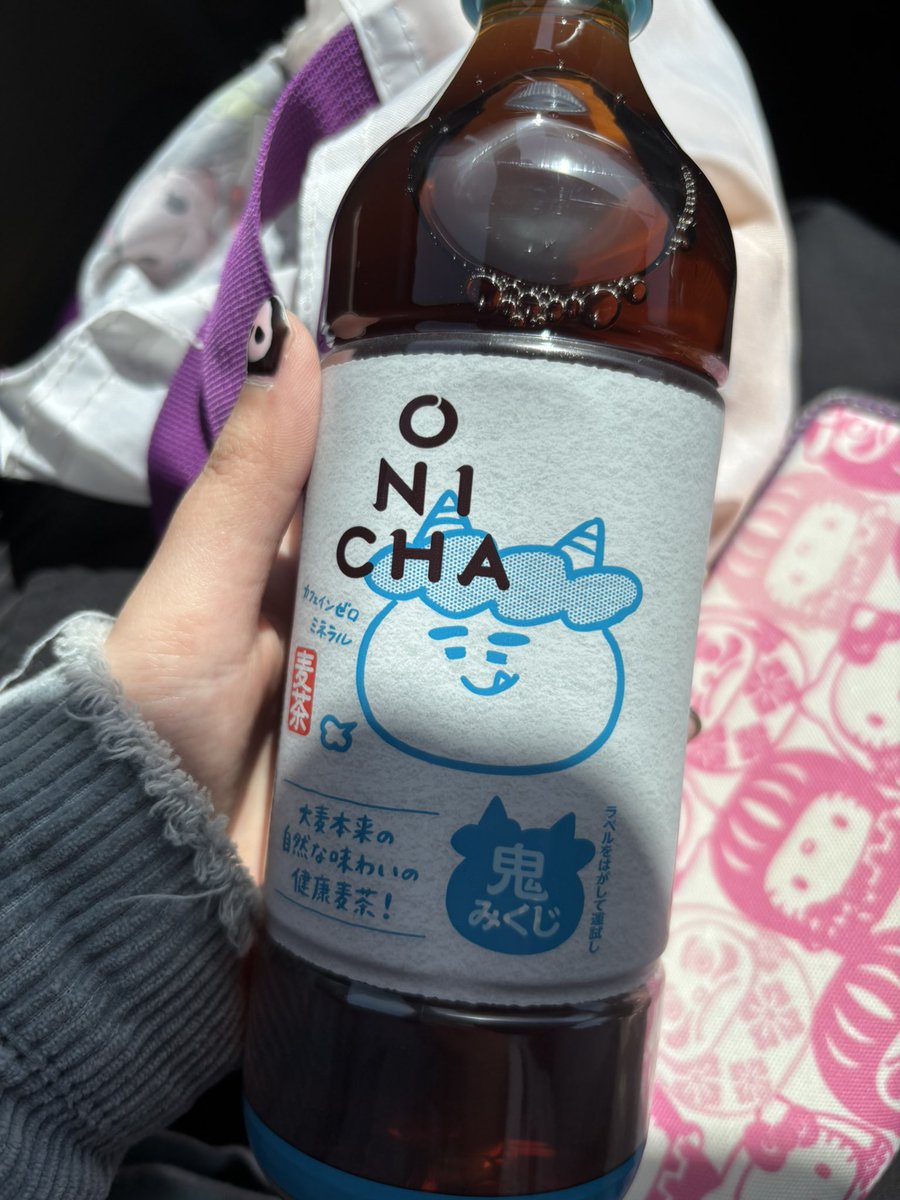 O
NI
CHA
カフェインゼロ
ミネラル
麦茶
大麦本来の
自然な味わいの
健康麦茶！
鬼
みくじ
ラベルをはがして運試し